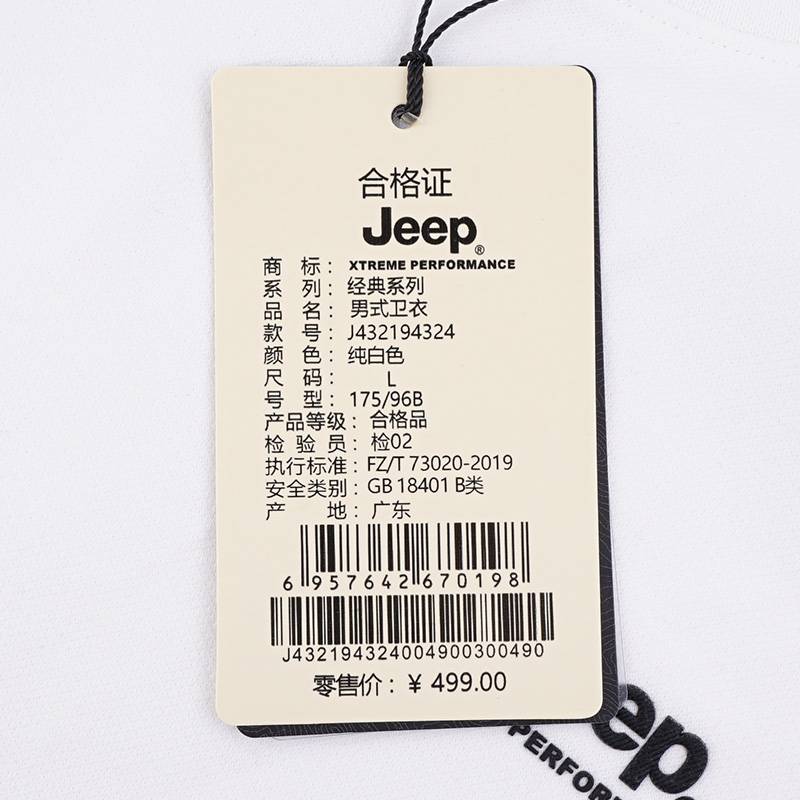 合格证
Jeep®
商 标: XTREME PERFORMANCE
系 列: 经典系列
品 名: 男式卫衣
款 号: J432194324
颜 色: 纯白色
尺 码: L
号 型: 175/96B
产品等级: 合格品
检 验 员: 检02
执行标准: FZ/T 73020-2019
安全类别: GB 18401 B类
产 地: 广东
6 957642 670198
J4321943240049003004​90
零售价: ¥ 499.00
eep
PERFOR